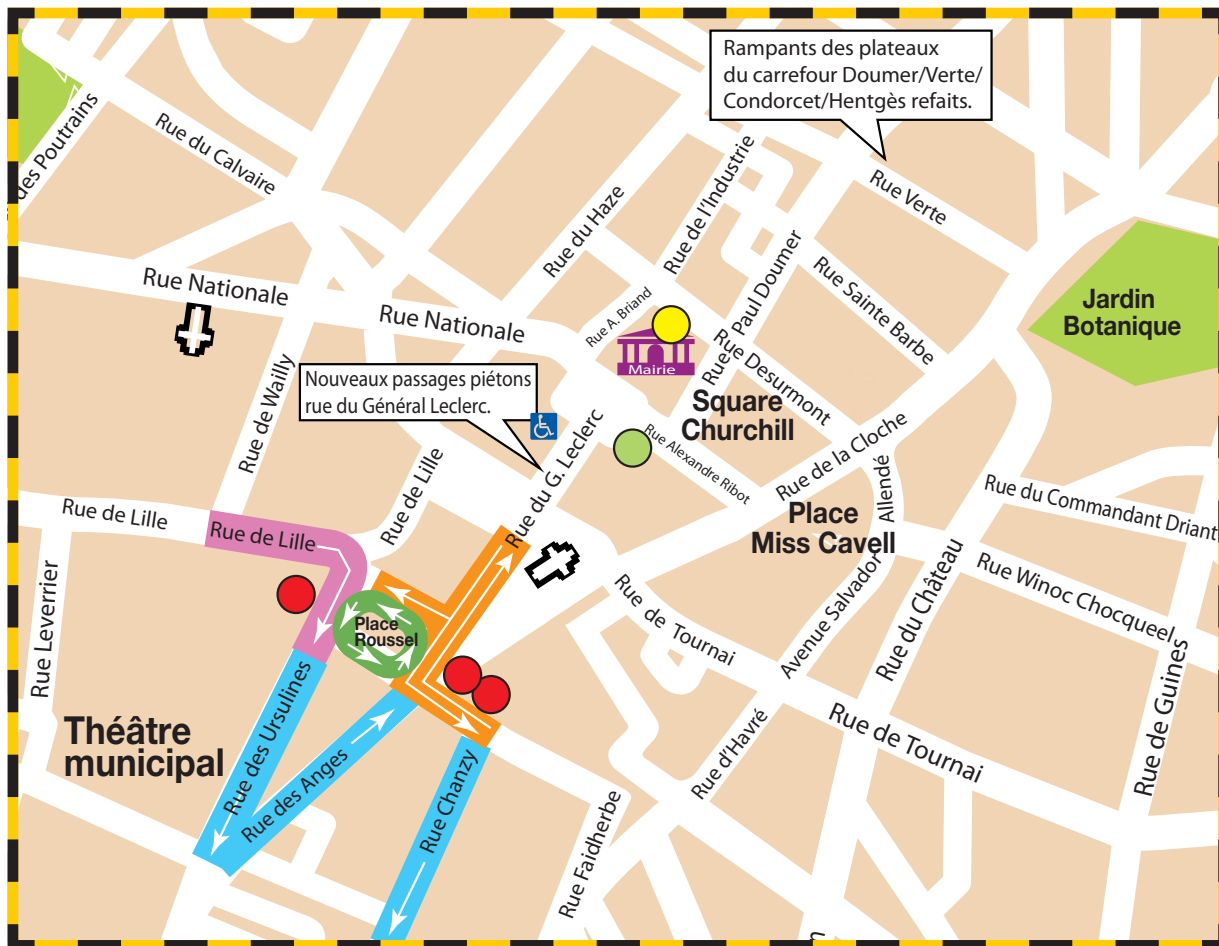 Rampants des plateaux
du carrefour Doumer/Verte/
Condorcet/Hentgès refaits.
des Poutrains
Rue du Calvaire
Rue du Haze
Rue de l'Industrie
Rue Verte
Rue Nationale
Rue Nationale
Rue A. Briand
Rue Paul Doumer
Rue Sainte Barbe
Jardin
Botanique
Mairie
Rue Desurmont
Nouveaux passages piétons
rue du Général Leclerc.
Rue de Wailly
Square
Churchill
Rue du G. Leclerc
Rue Alexandre Ribot
Rue de la Cloche
Rue de Lille
Rue de Lille
Rue de Lille
Place
Miss Cavell
Avenue Salvador Allendé
Rue du Commandant Driant
Rue Winoc Chocqueel
Rue Leverrier
Place
Roussel
Rue de Tournai
Rue du Château
Rue de Guines
Théâtre
municipal
Rue des Ursulines
Rue des Anges
Rue Chanzy
Rue d'Havré
Rue de Tournai
Rue Faidherbe